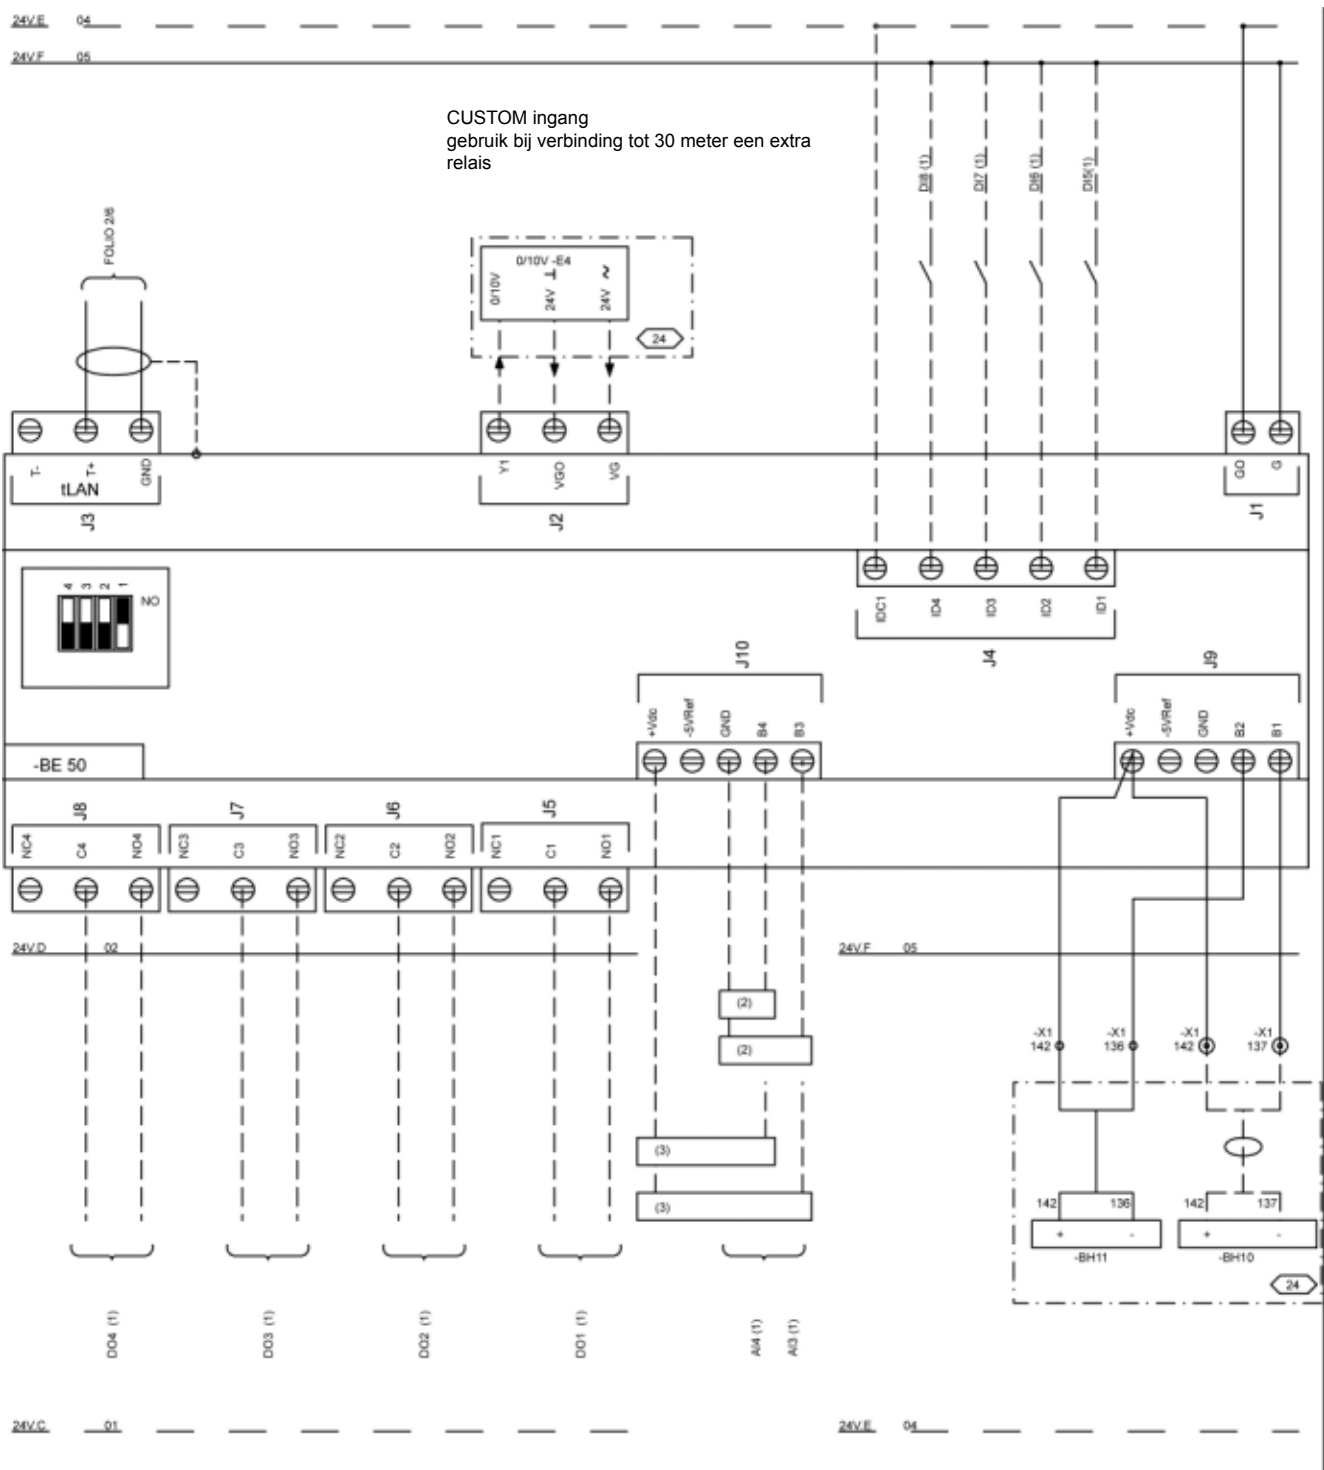 24V.E 04
24V.F 05
CUSTOM ingang
gebruik bij verbinding tot 30 meter een extra
relais
DI8 (1)
DI7 (1)
DI6 (1)
DI5(1)
FOLIO 2/6
0/10V -E4
0/10V
24V
24V ~
24
T-
T+
GND
tLAN
J3
Y1
VGO
VG
J2
GO
G
J1
4
3
2
1
NO
IDC1
ID4
ID3
ID2
ID1
J4
J10
+Vdc
-5VRef
GND
B4
B3
J9
+Vdc
-5VRef
GND
B2
B1
-BE 50
J8
NC4
C4
NO4
J7
NC3
C3
NO3
J6
NC2
C2
NO2
J5
NC1
C1
NO1
24V.D 02
24V.F 05
(2)
(2)
-X1
142
-X1
136
-X1
142
-X1
137
(3)
(3)
142
136
142
137
+ -
+ -
-BH11
-BH10
24
DO4 (1)
DO3 (1)
DO2 (1)
DO1 (1)
AI4 (1)
AI3 (1)
24V.C 01
24V.E 04